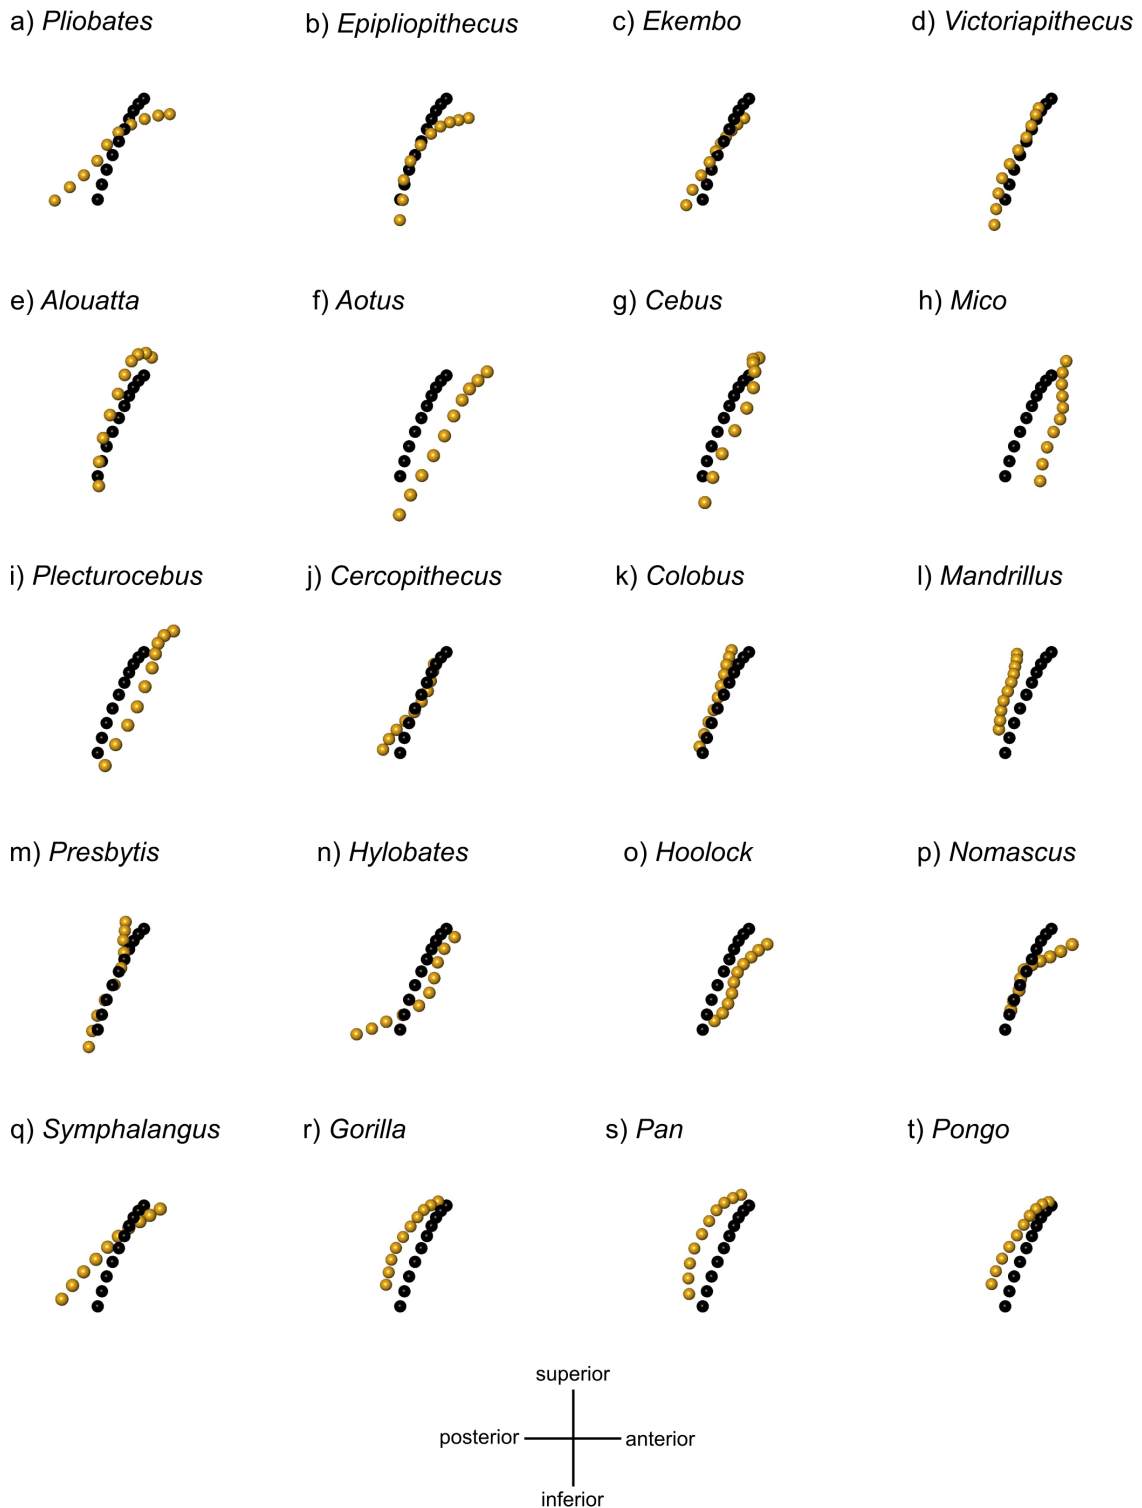 a) Pliobates
b) Epipliopithecus
c) Ekembo
d) Victoriapithecus
e) Alouatta
f) Aotus
g) Cebus
h) Mico
i) Plecturocebus
j) Cercopithecus
k) Colobus
l) Mandrillus
m) Presbytis
n) Hylobates
o) Hoolock
p) Nomascus
q) Symphalangus
r) Gorilla
s) Pan
t) Pongo
superior
posterior
anterior
inferior